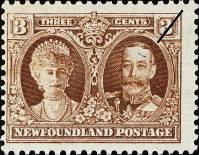 3 THREE CENTS 3
NEWFOUNDLAND POSTAGE